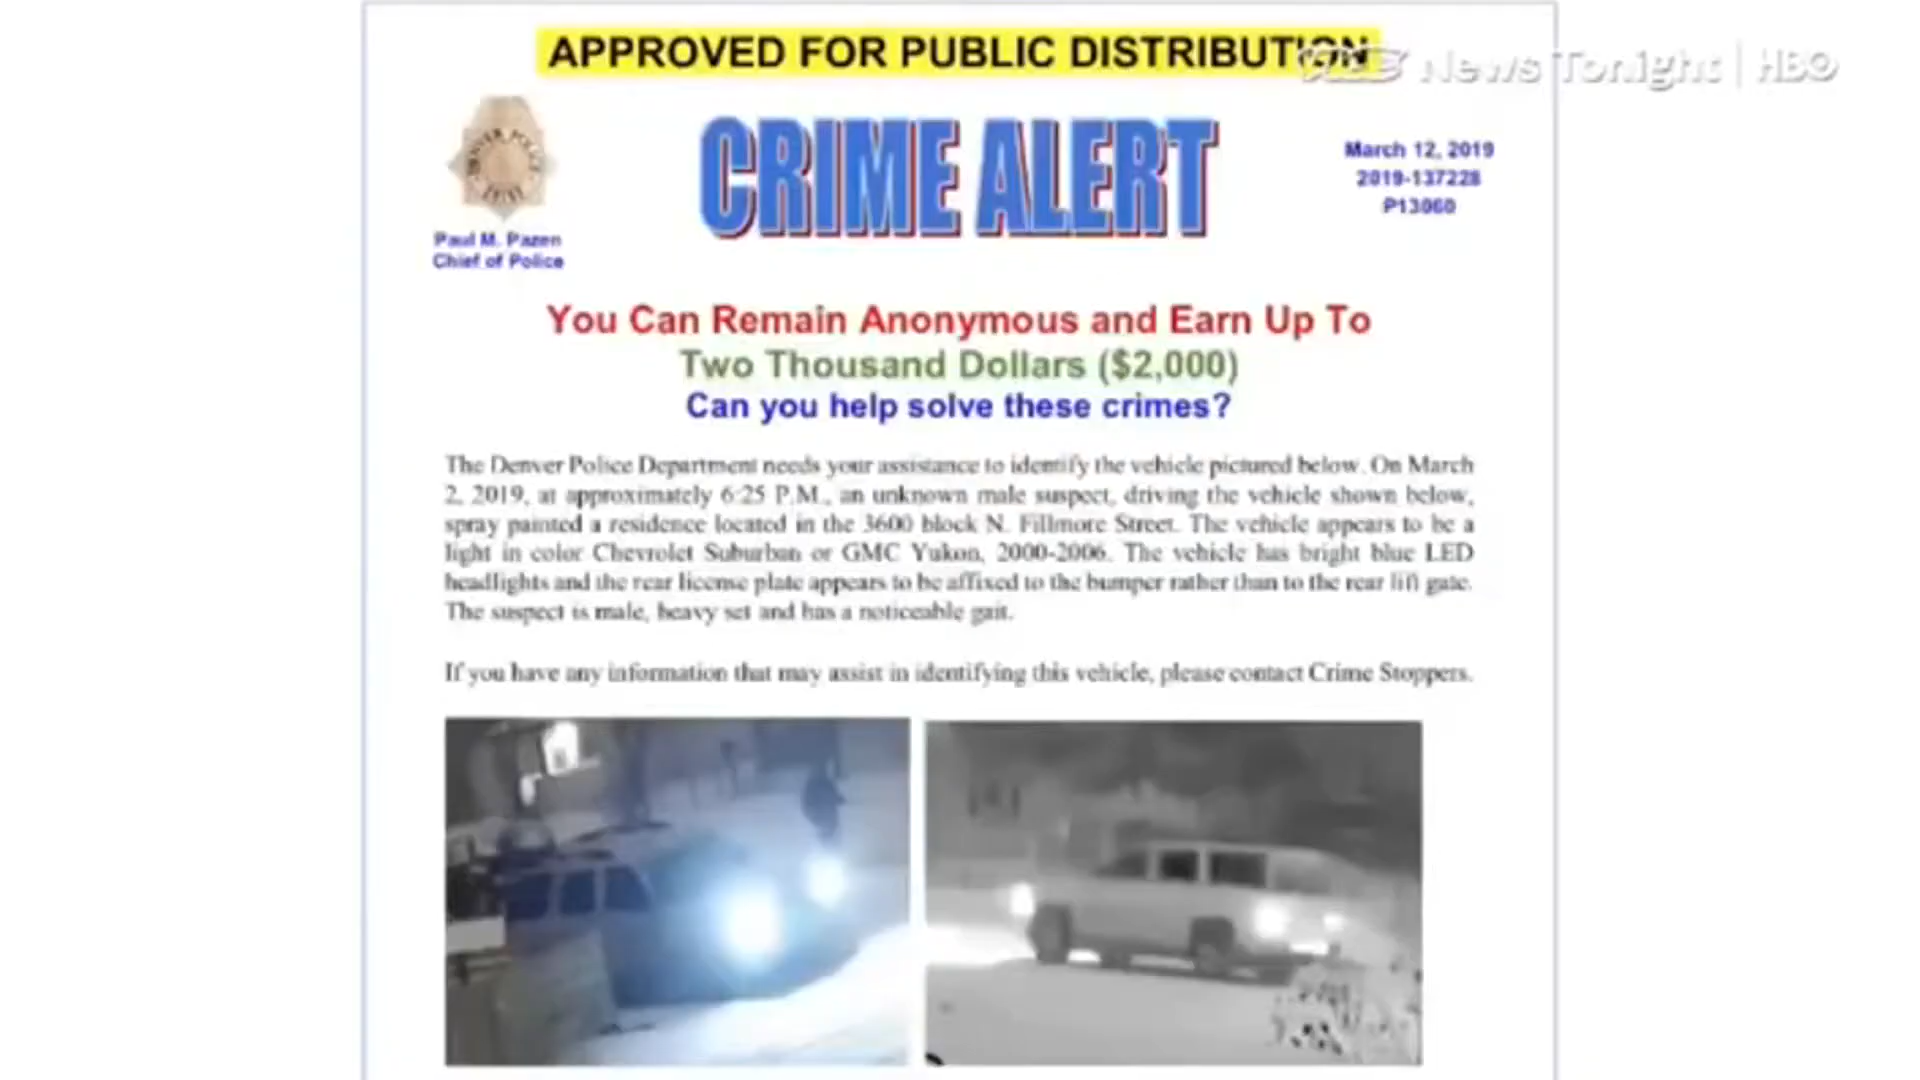 APPROVED FOR PUBLIC DISTRIBUTION
VICE News Tonight | HBO
DENVER POLICE
CHIEF
Paul M. Pazen
Chief of Police
CRIME ALERT
March 12, 2019
2019-137228
P13060
You Can Remain Anonymous and Earn Up To
Two Thousand Dollars ($2,000)
Can you help solve these crimes?
The Denver Police Department needs your assistance to identify the vehicle pictured below. On March
2, 2019, at approximately 6:25 P.M., an unknown male suspect, driving the vehicle shown below,
spray painted a residence located in the 3600 block N. Fillmore Street. The vehicle appears to be a
light in color Chevrolet Suburban or GMC Yukon, 2000-2006. The vehicle has bright blue LED
headlights and the rear license plate appears to be affixed to the bumper rather than to the rear lift gate.
The suspect is male, heavy set and has a noticeable gait.
If you have any information that may assist in identifying this vehicle, please contact Crime Stoppers.